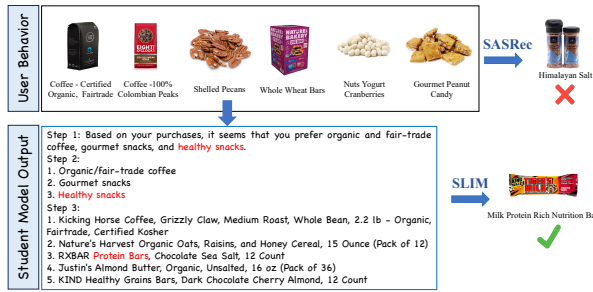 User Behavior
Coffee - Certified
Organic, Fairtrade
Coffee -100%
Colombian Peaks
Shelled Pecans
Whole Wheat Bars
Nuts Yogurt
Cranberries
Gourmet Peanut
Candy
SASRec
Himalayan Salt
Student Model Output
Step 1: Based on your purchases, it seems that you prefer organic and fair-trade
coffee, gourmet snacks, and healthy snacks.
Step 2:
1. Organic/fair-trade coffee
2. Gourmet snacks
3. Healthy snacks
Step 3:
1. Kicking Horse Coffee, Grizzly Claw, Medium Roast, Whole Bean, 2.2 lb - Organic,
Fairtrade, Certified Kosher
2. Nature's Harvest Organic Oats, Raisins, and Honey Cereal, 15 Ounce (Pack of 12)
3. RXBAR Protein Bars, Chocolate Sea Salt, 12 Count
4. Justin's Almond Butter, Organic, Unsalted, 16 oz (Pack of 36)
5. KIND Healthy Grains Bars, Dark Chocolate Cherry Almond, 12 Count
SLIM
TIGER'S MILK
Milk Protein Rich Nutrition Ba